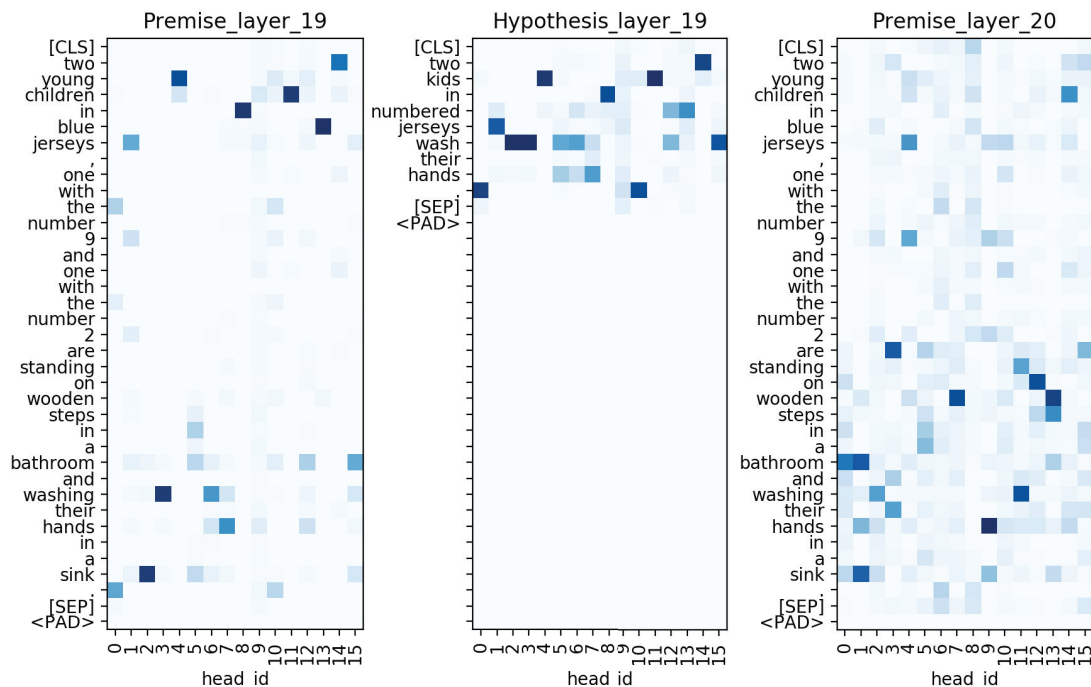 Premise_layer_19
[CLS]
two
young
children
in
blue
jerseys
,
one
with
the
number
9
and
one
with
the
number
2
are
standing
on
wooden
steps
in
a
bathroom
and
washing
their
hands
in
a
sink
.
[SEP]
<PAD>
0 1 2 3 4 5 6 7 8 9 10 11 12 13 14 15
head_id
Hypothesis_layer_19
[CLS]
two
kids
in
numbered
jerseys
wash
their
hands
.
[SEP]
<PAD>
0 1 2 3 4 5 6 7 8 9 10 11 12 13 14 15
head_id
Premise_layer_20
[CLS]
two
young
children
in
blue
jerseys
,
one
with
the
number
9
and
one
with
the
number
2
are
standing
on
wooden
steps
in
a
bathroom
and
washing
their
hands
in
a
sink
.
[SEP]
<PAD>
0 1 2 3 4 5 6 7 8 9 10 11 12 13 14 15
head_id